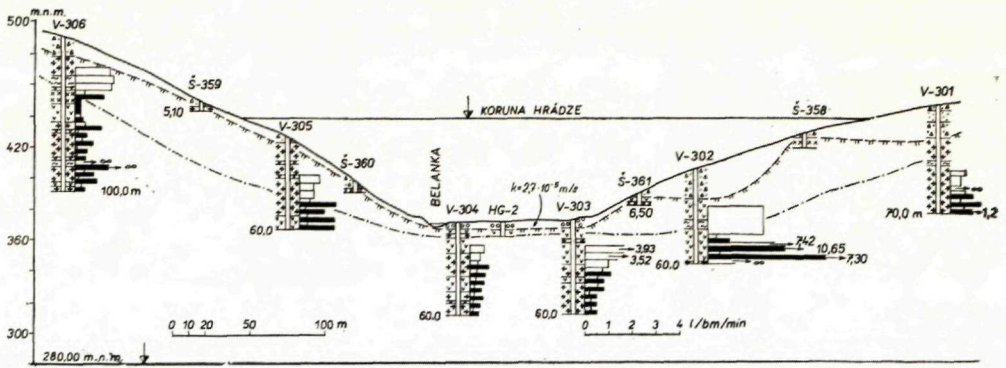 500 m.n.m.
V-306
Š-359
5,10
KORUNA HRÁDZE
Š-358
V-301
V-305
420
Š-360
BELANKA
V-302
100,0 m
k=2,7·10⁻⁵ m/s
Š-361
V-304 HG-2 V-303
6,50
70,0 m
1,2
60,0
360
3,93
7,42
3,52
10,65
60,0
7,30
60,0
60,0
0 10 20 50 100 m
0 1 2 3 4 l/bm/min
300
280,00 m.n.m